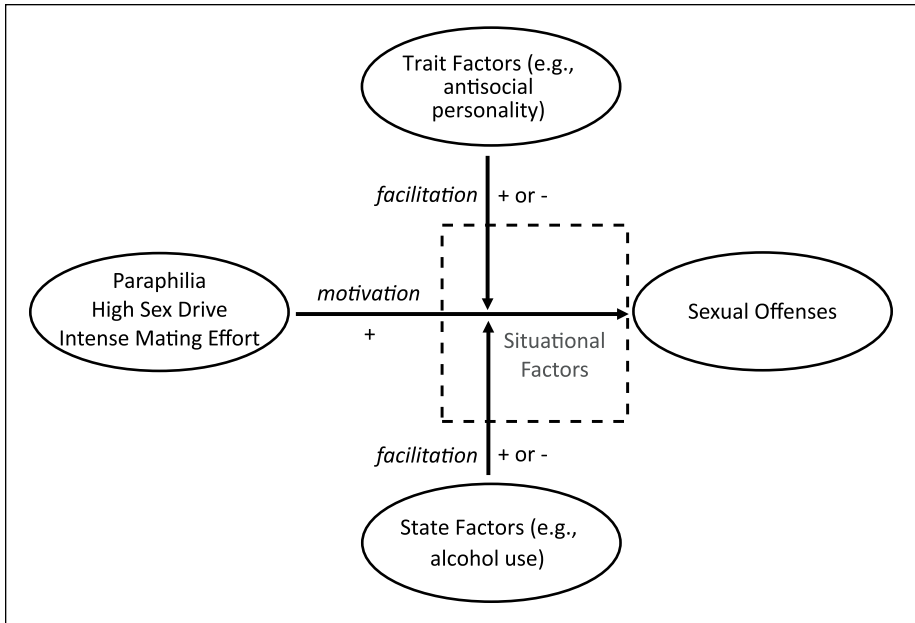 Trait Factors (e.g.,
antisocial
personality)
facilitation
+ or -
Paraphilia
High Sex Drive
Intense Mating Effort
motivation
+
Situational
Factors
Sexual Offenses
facilitation
+ or -
State Factors (e.g.,
alcohol use)